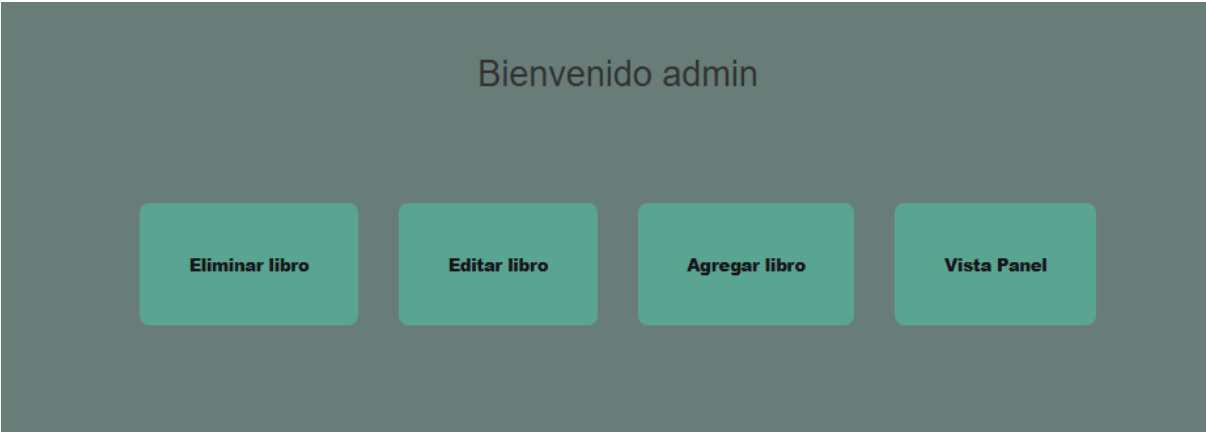 Bienvenido admin
Eliminar libro
Editar libro
Agregar libro
Vista Panel